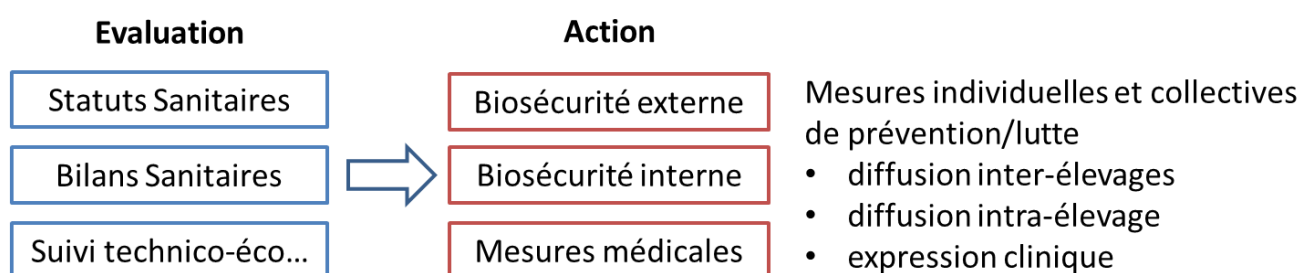 Evaluation
Statuts Sanitaires
Bilans Sanitaires
Suivi technico-éco...
Action
Biosécurité externe
Biosécurité interne
Mesures médicales
Mesures individuelles et collectives
de prévention/lutte
• diffusion inter-élevages
• diffusion intra-élevage
• expression clinique